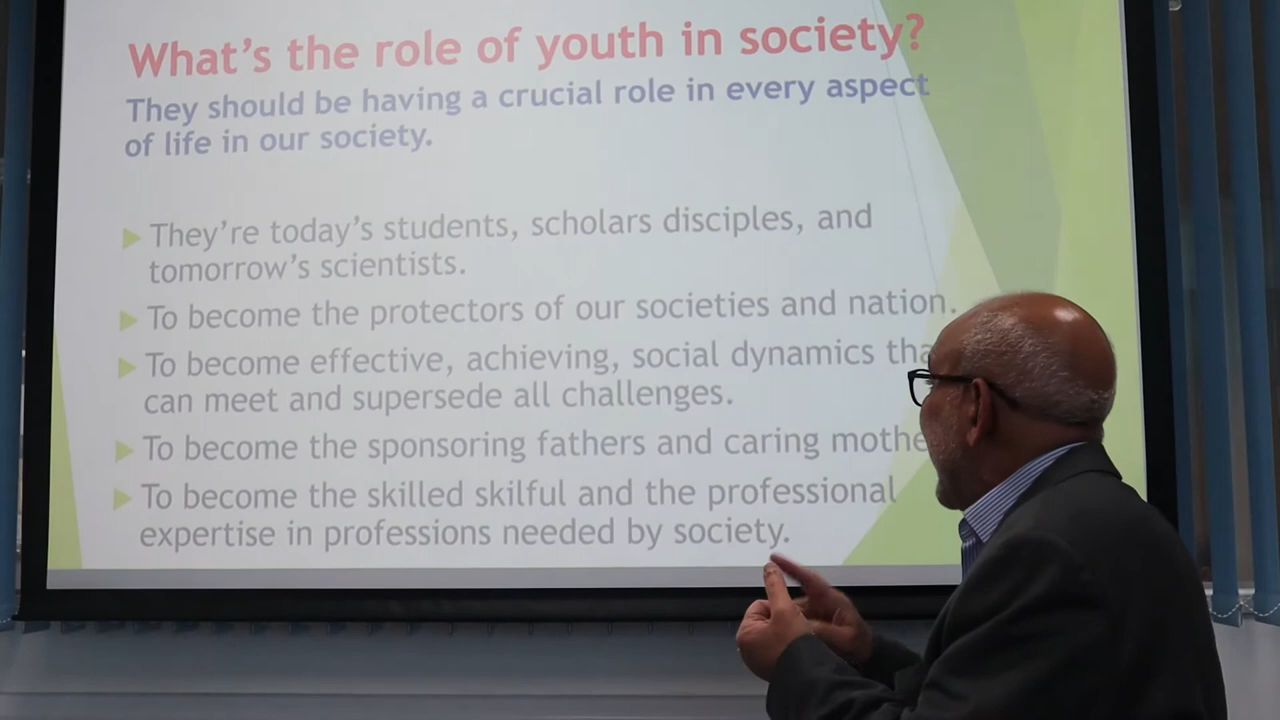 What's the role of youth in society?
They should be having a crucial role in every aspect
of life in our society.
They're today's students, scholars disciples, and
tomorrow's scientists.
To become the protectors of our societies and nation.
To become effective, achieving, social dynamics
can meet and supersede all challenges.
To become the sponsoring fathers and caring
To become the skilled skilful and the professional
expertise in professions needed by society.